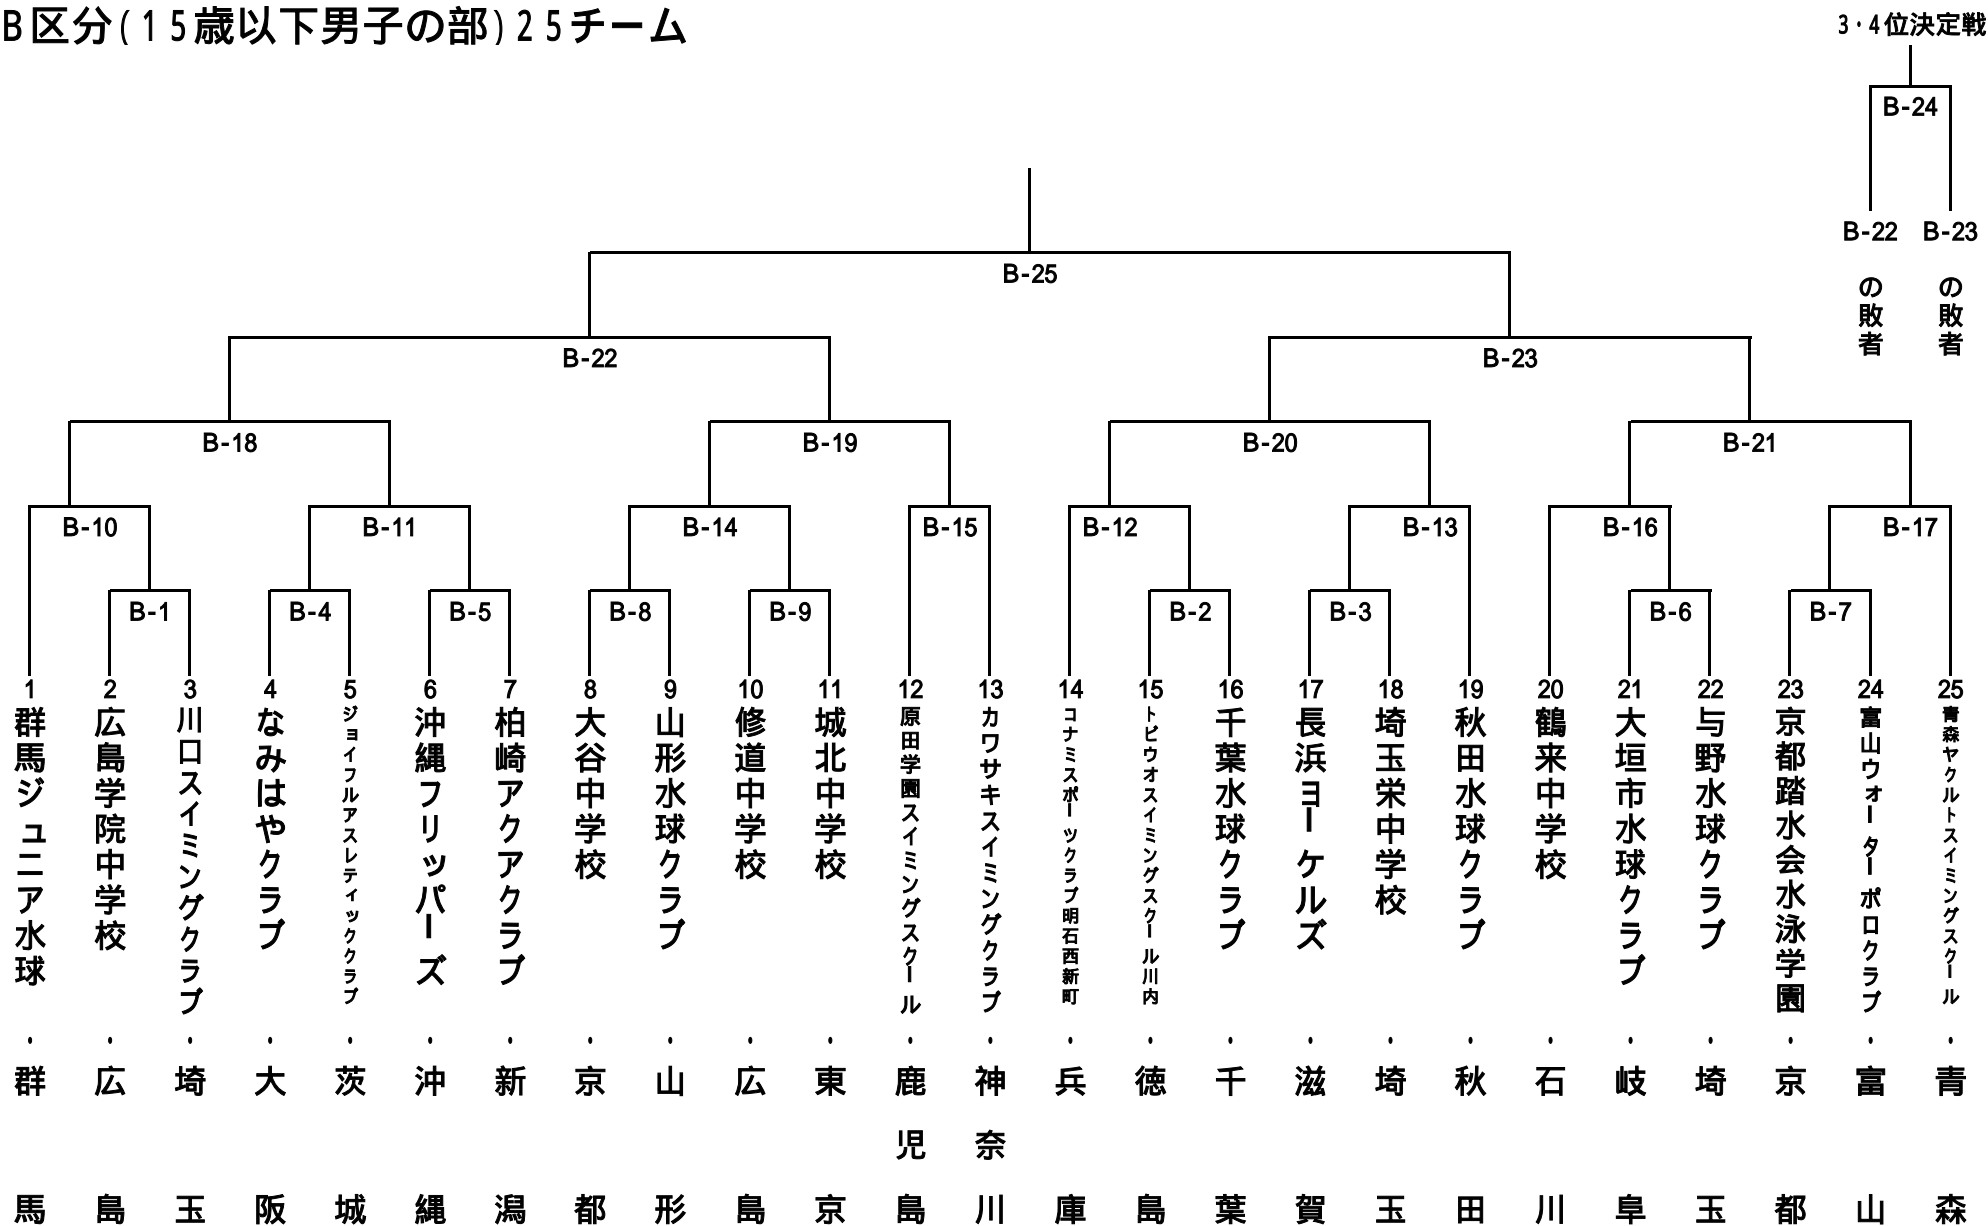 B区分(15歳以下男子の部)25チーム
3・4位決定戦
B-24
B-22 B-23
の敗者
の敗者
B-25
B-22 B-23
B-18 B-19 B-20 B-21
B-10 B-11 B-14 B-15 B-12 B-13 B-16 B-17
B-1 B-4 B-5 B-8 B-9 B-2 B-3 B-6 B-7
1 群馬ジュニア水球・群馬
2 広島学院中学校・広島
3 川口スイミングクラブ・埼玉
4 なみはやクラブ・大阪
5 ジョイフルアスレティッククラブ・茨城
6 沖縄フリッパーズ・沖縄
7 柏崎アクアクラブ・新潟
8 大谷中学校・京都
9 山形水球クラブ・山形
10 修道中学校・広島
11 城北中学校・東京
12 原田学園スイミングスクール・鹿児島
13 カワサキスイミングクラブ・神奈川
14 コナミスポーツクラブ明石西新町・兵庫
15 トビウオスイミングスクール川内・徳島
16 千葉水球クラブ・千葉
17 長浜ヨーケルズ・滋賀
18 埼玉栄中学校・埼玉
19 秋田水球クラブ・秋田
20 鶴来中学校・石川
21 大垣市水球クラブ・岐阜
22 与野水球クラブ・埼玉
23 京都踏水会水泳学園・京都
24 富山ウォーターポロクラブ・富山
25 青森ヤクルトスイミングスクール・青森